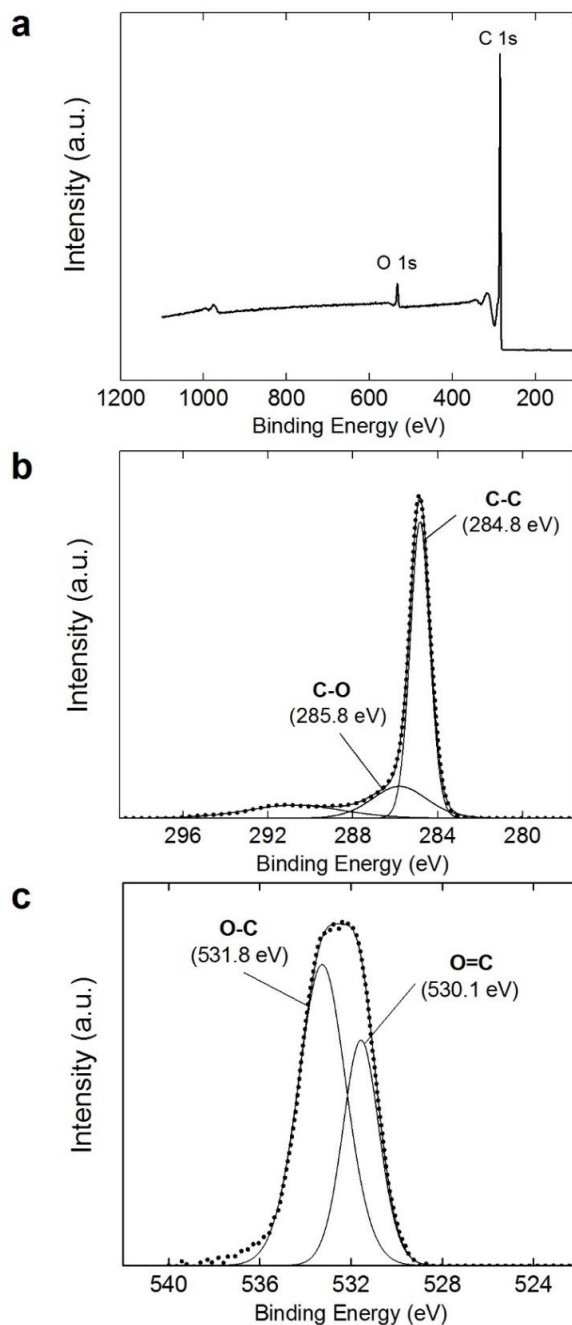 a
C 1s
O 1s
Intensity (a.u.)
1200 1000 800 600 400 200
Binding Energy (eV)
b
C-C
(284.8 eV)
C-O
(285.8 eV)
Intensity (a.u.)
296 292 288 284 280
Binding Energy (eV)
c
O-C
(531.8 eV)
O=C
(530.1 eV)
Intensity (a.u.)
540 536 532 528 524
Binding Energy (eV)